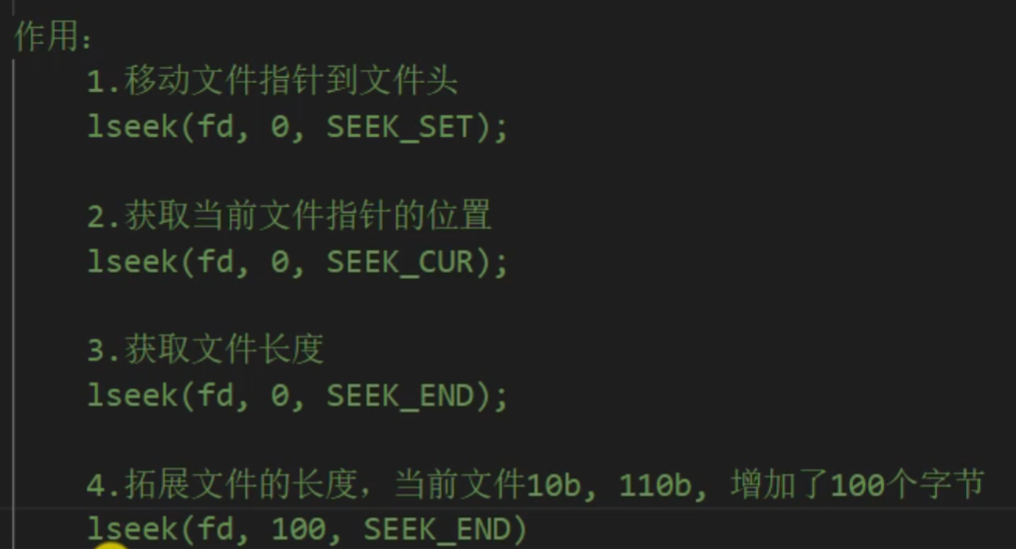 作用：
1.移动文件指针到文件头
lseek(fd, 0, SEEK_SET);
2.获取当前文件指针的位置
lseek(fd, 0, SEEK_CUR);
3.获取文件长度
lseek(fd, 0, SEEK_END);
4.拓展文件的长度，当前文件10b, 110b, 增加了100个字节
lseek(fd, 100, SEEK_END)